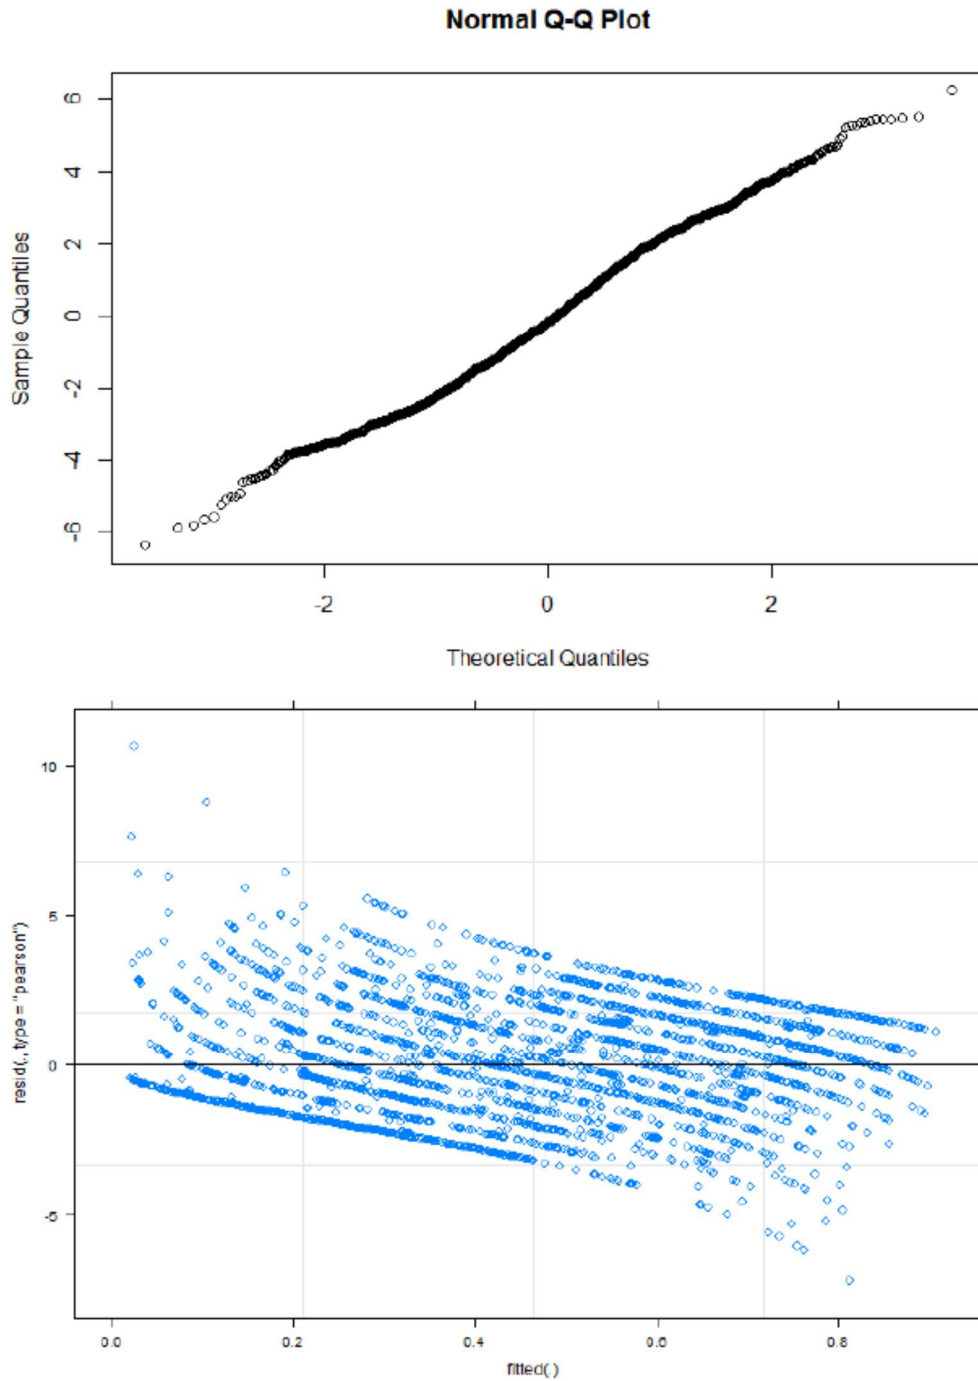 Normal Q-Q Plot
6
4
2
0
-2
-4
-6
Sample Quantiles
-2 0 2
Theoretical Quantiles
10
5
0
-5
resid(., type = "pearson")
0.0 0.2 0.4 0.6 0.8
fitted(.)